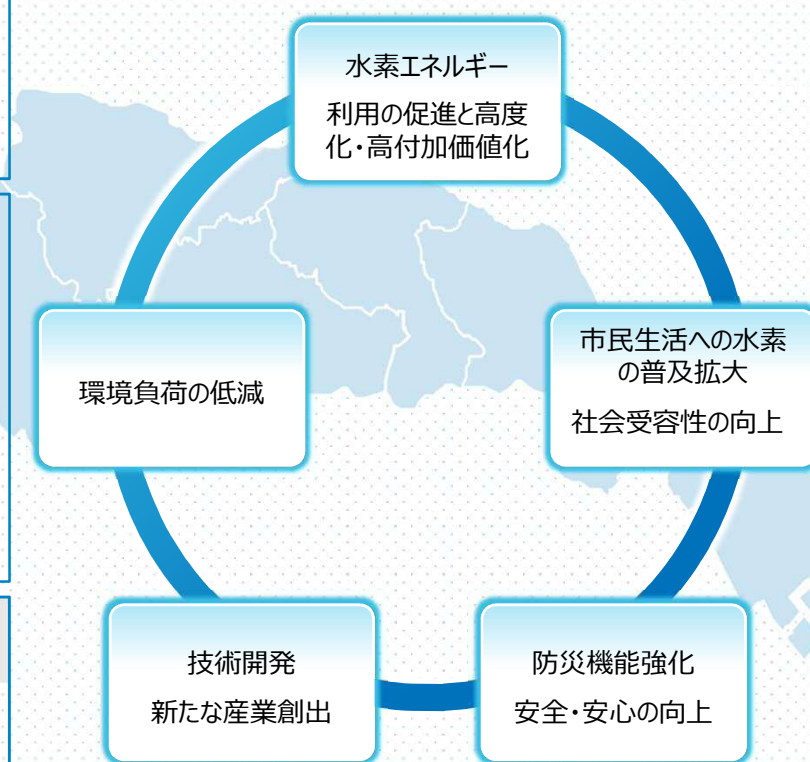 水素エネルギー
利用の促進と高度
化・高付加価値化
市民生活への水素
の普及拡大
社会受容性の向上
環境負荷の低減
技術開発
新たな産業創出
防災機能強化
安全・安心の向上